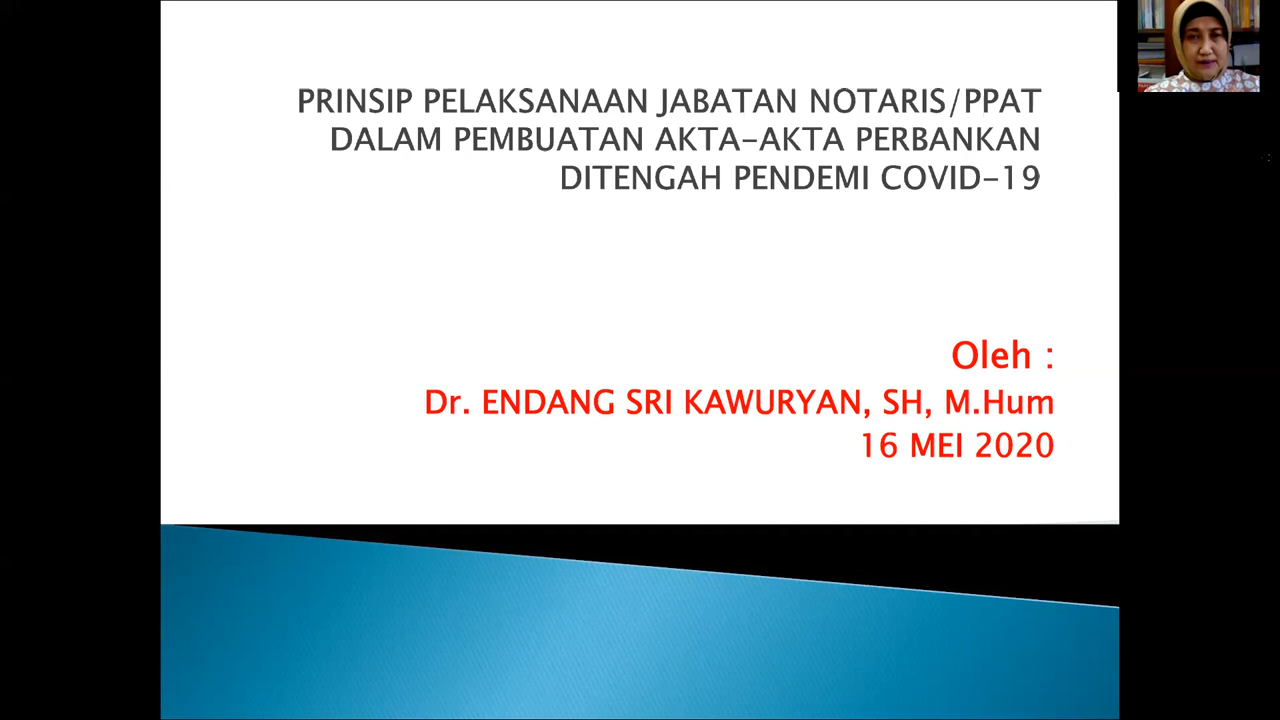 PRINSIP PELAKSANAAN JABATAN NOTARIS/PPAT
DALAM PEMBUATAN AKTA-AKTA PERBANKAN
DITENGAH PENDEMI COVID-19
Oleh :
Dr. ENDANG SRI KAWURYAN, SH, M.Hum
16 MEI 2020